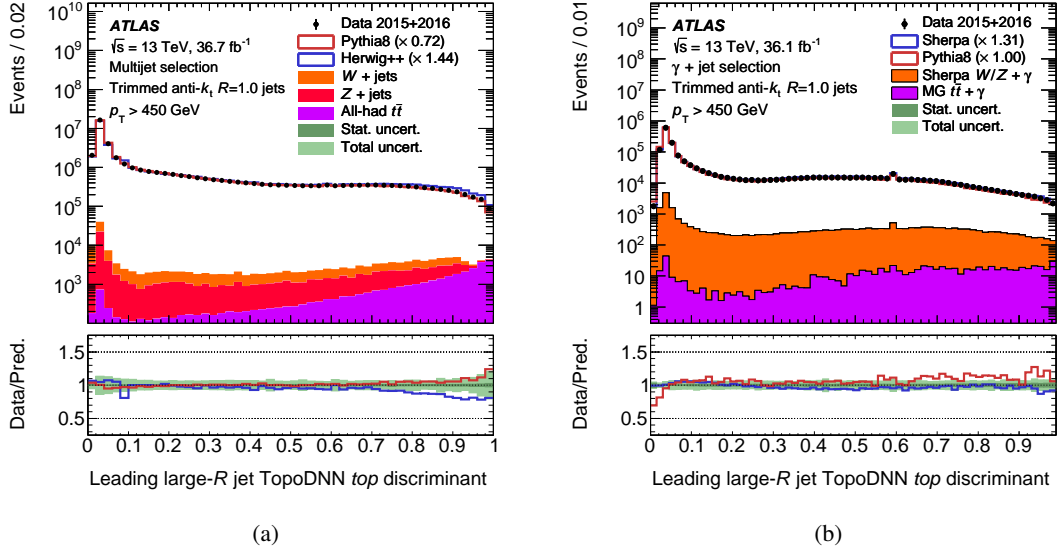 Events / 0.02
10^10
10^9
10^8
10^7
10^6
10^5
10^4
10^3
ATLAS
√s = 13 TeV, 36.7 fb^-1
Multijet selection
Trimmed anti-k_t R=1.0 jets
p_T > 450 GeV
Data 2015+2016
Pythia8 (× 0.72)
Herwig++ (× 1.44)
W + jets
Z + jets
All-had tt̄
Stat. uncert.
Total uncert.
Data/Pred.
1.5
1
0.5
0 0.1 0.2 0.3 0.4 0.5 0.6 0.7 0.8 0.9 1
Leading large-R jet TopoDNN top discriminant
(a)
Events / 0.01
10^9
10^8
10^7
10^6
10^5
10^4
10^3
10^2
10
1
ATLAS
√s = 13 TeV, 36.1 fb^-1
γ + jet selection
Trimmed anti-k_t R=1.0 jets
p_T > 450 GeV
Data 2015+2016
Sherpa (× 1.31)
Pythia8 (× 1.00)
Sherpa W/Z + γ
MG tt̄ + γ
Stat. uncert.
Total uncert.
Data/Pred.
1.5
1
0.5
0 0.1 0.2 0.3 0.4 0.5 0.6 0.7 0.8 0.9
Leading large-R jet TopoDNN top discriminant
(b)